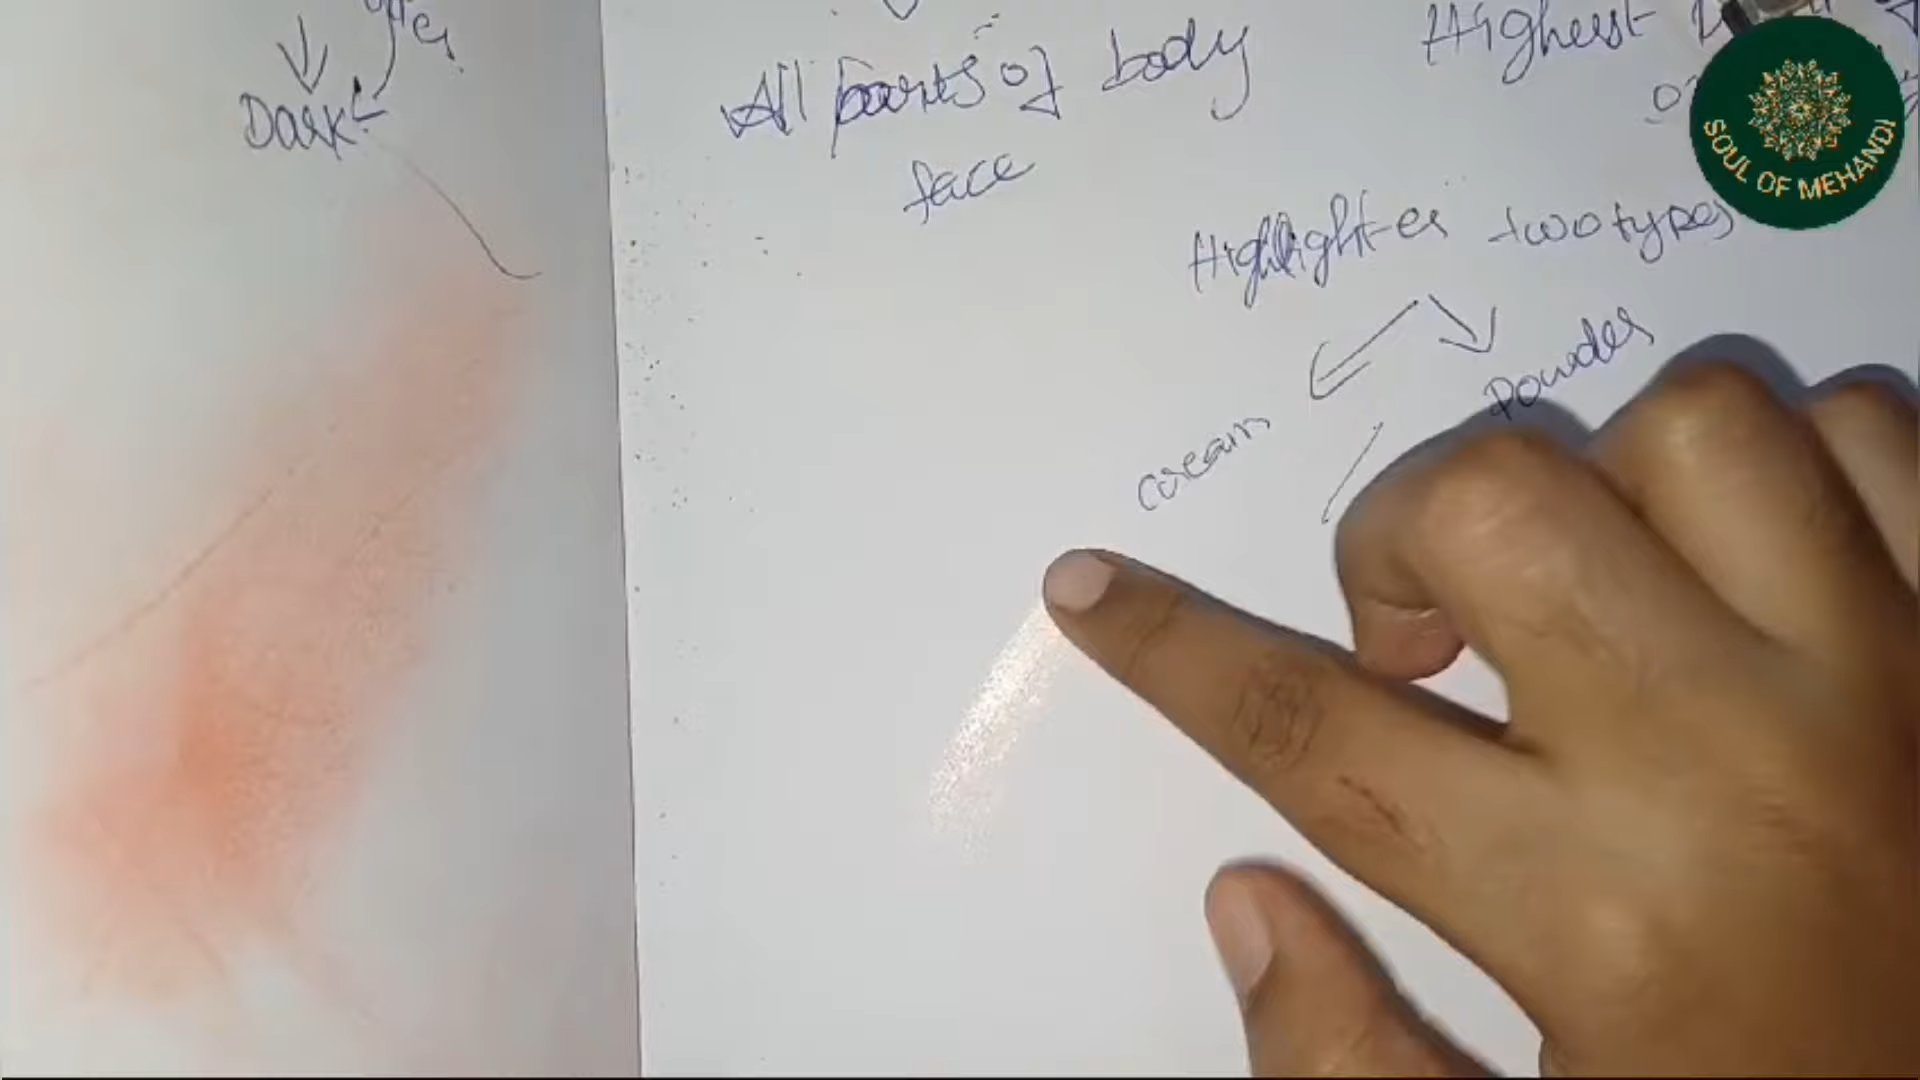 Dark
All parts of body
face
Highest
Highlighter two types
cream
Powder
SOUL OF MEHANDI